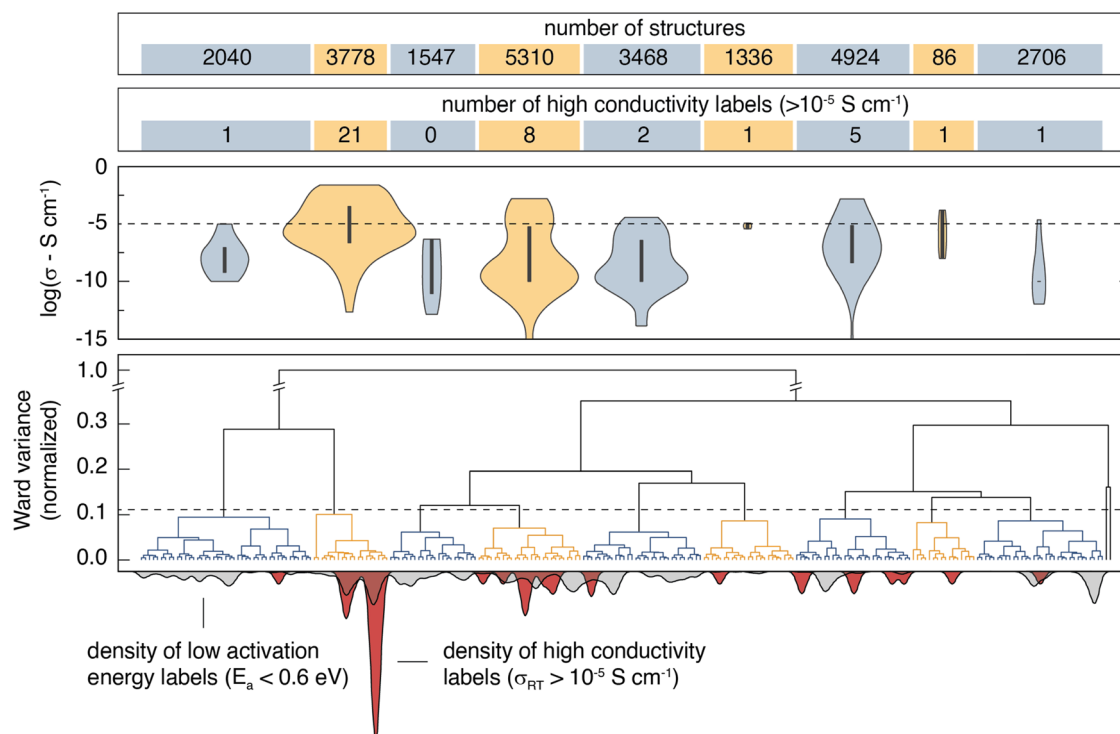 number of structures
2040 3778 1547 5310 3468 1336 4924 86 2706
number of high conductivity labels (>10⁻⁵ S cm⁻¹)
1 21 0 8 2 1 5 1 1
log(σ - S cm⁻¹)
0
-5
-10
-15
Ward variance
(normalized)
1.0
0.3
0.2
0.1
0.0
density of low activation
energy labels (Eₐ < 0.6 eV)
density of high conductivity
labels (σ_RT > 10⁻⁵ S cm⁻¹)